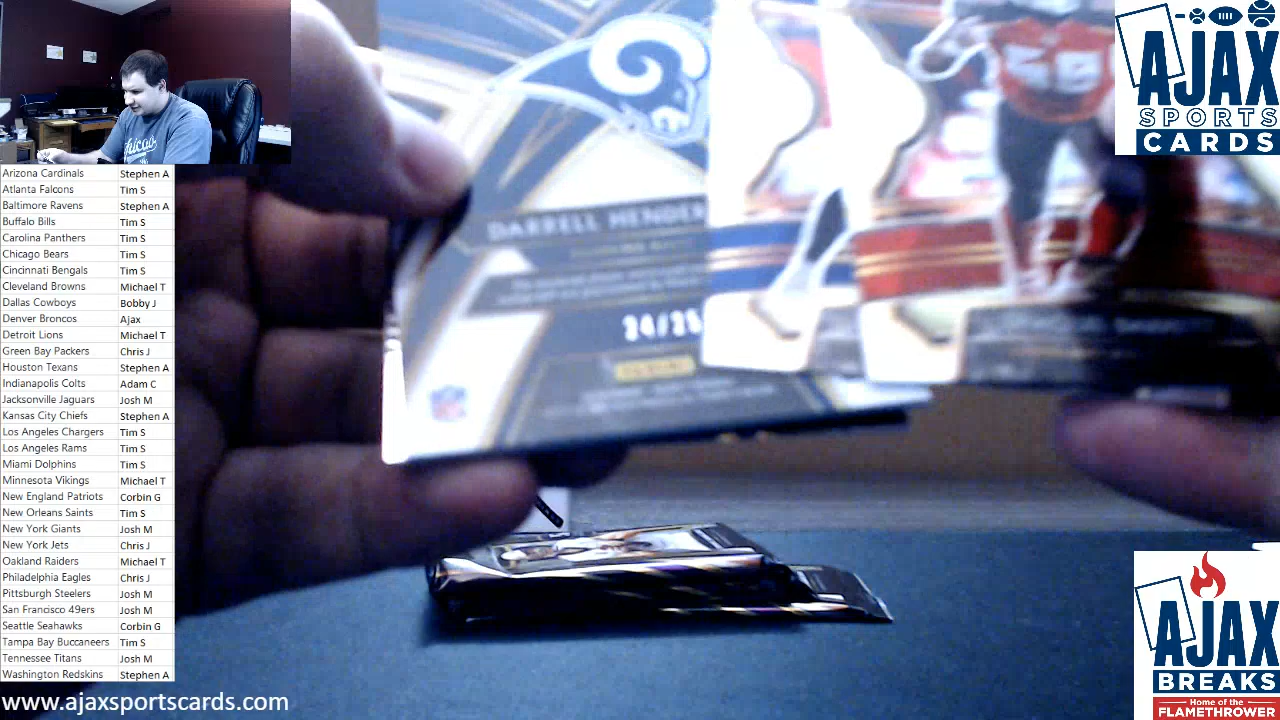 Chicago
AJAX
SPORTS
CARDS
Arizona Cardinals Stephen A
Atlanta Falcons Tim S
Baltimore Ravens Stephen A
Buffalo Bills Tim S
Carolina Panthers Tim S
Chicago Bears Tim S
Cincinnati Bengals Tim S
Cleveland Browns Michael T
Dallas Cowboys Bobby J
Denver Broncos Ajax
Detroit Lions Michael T
Green Bay Packers Chris J
Houston Texans Stephen A
Indianapolis Colts Adam C
Jacksonville Jaguars Josh M
Kansas City Chiefs Stephen A
Los Angeles Chargers Tim S
Los Angeles Rams Tim S
Miami Dolphins Tim S
Minnesota Vikings Michael T
New England Patriots Corbin G
New Orleans Saints Tim S
New York Giants Josh M
New York Jets Chris J
Oakland Raiders Michael T
Philadelphia Eagles Chris J
Pittsburgh Steelers Josh M
San Francisco 49ers Josh M
Seattle Seahawks Corbin G
Tampa Bay Buccaneers Tim S
Tennessee Titans Josh M
Washington Redskins Stephen A
www.ajaxsportscards.com
DARRELL HENDER
24/25
PANINI
AJAX
BREAKS
Home of the
FLAMETHROWER